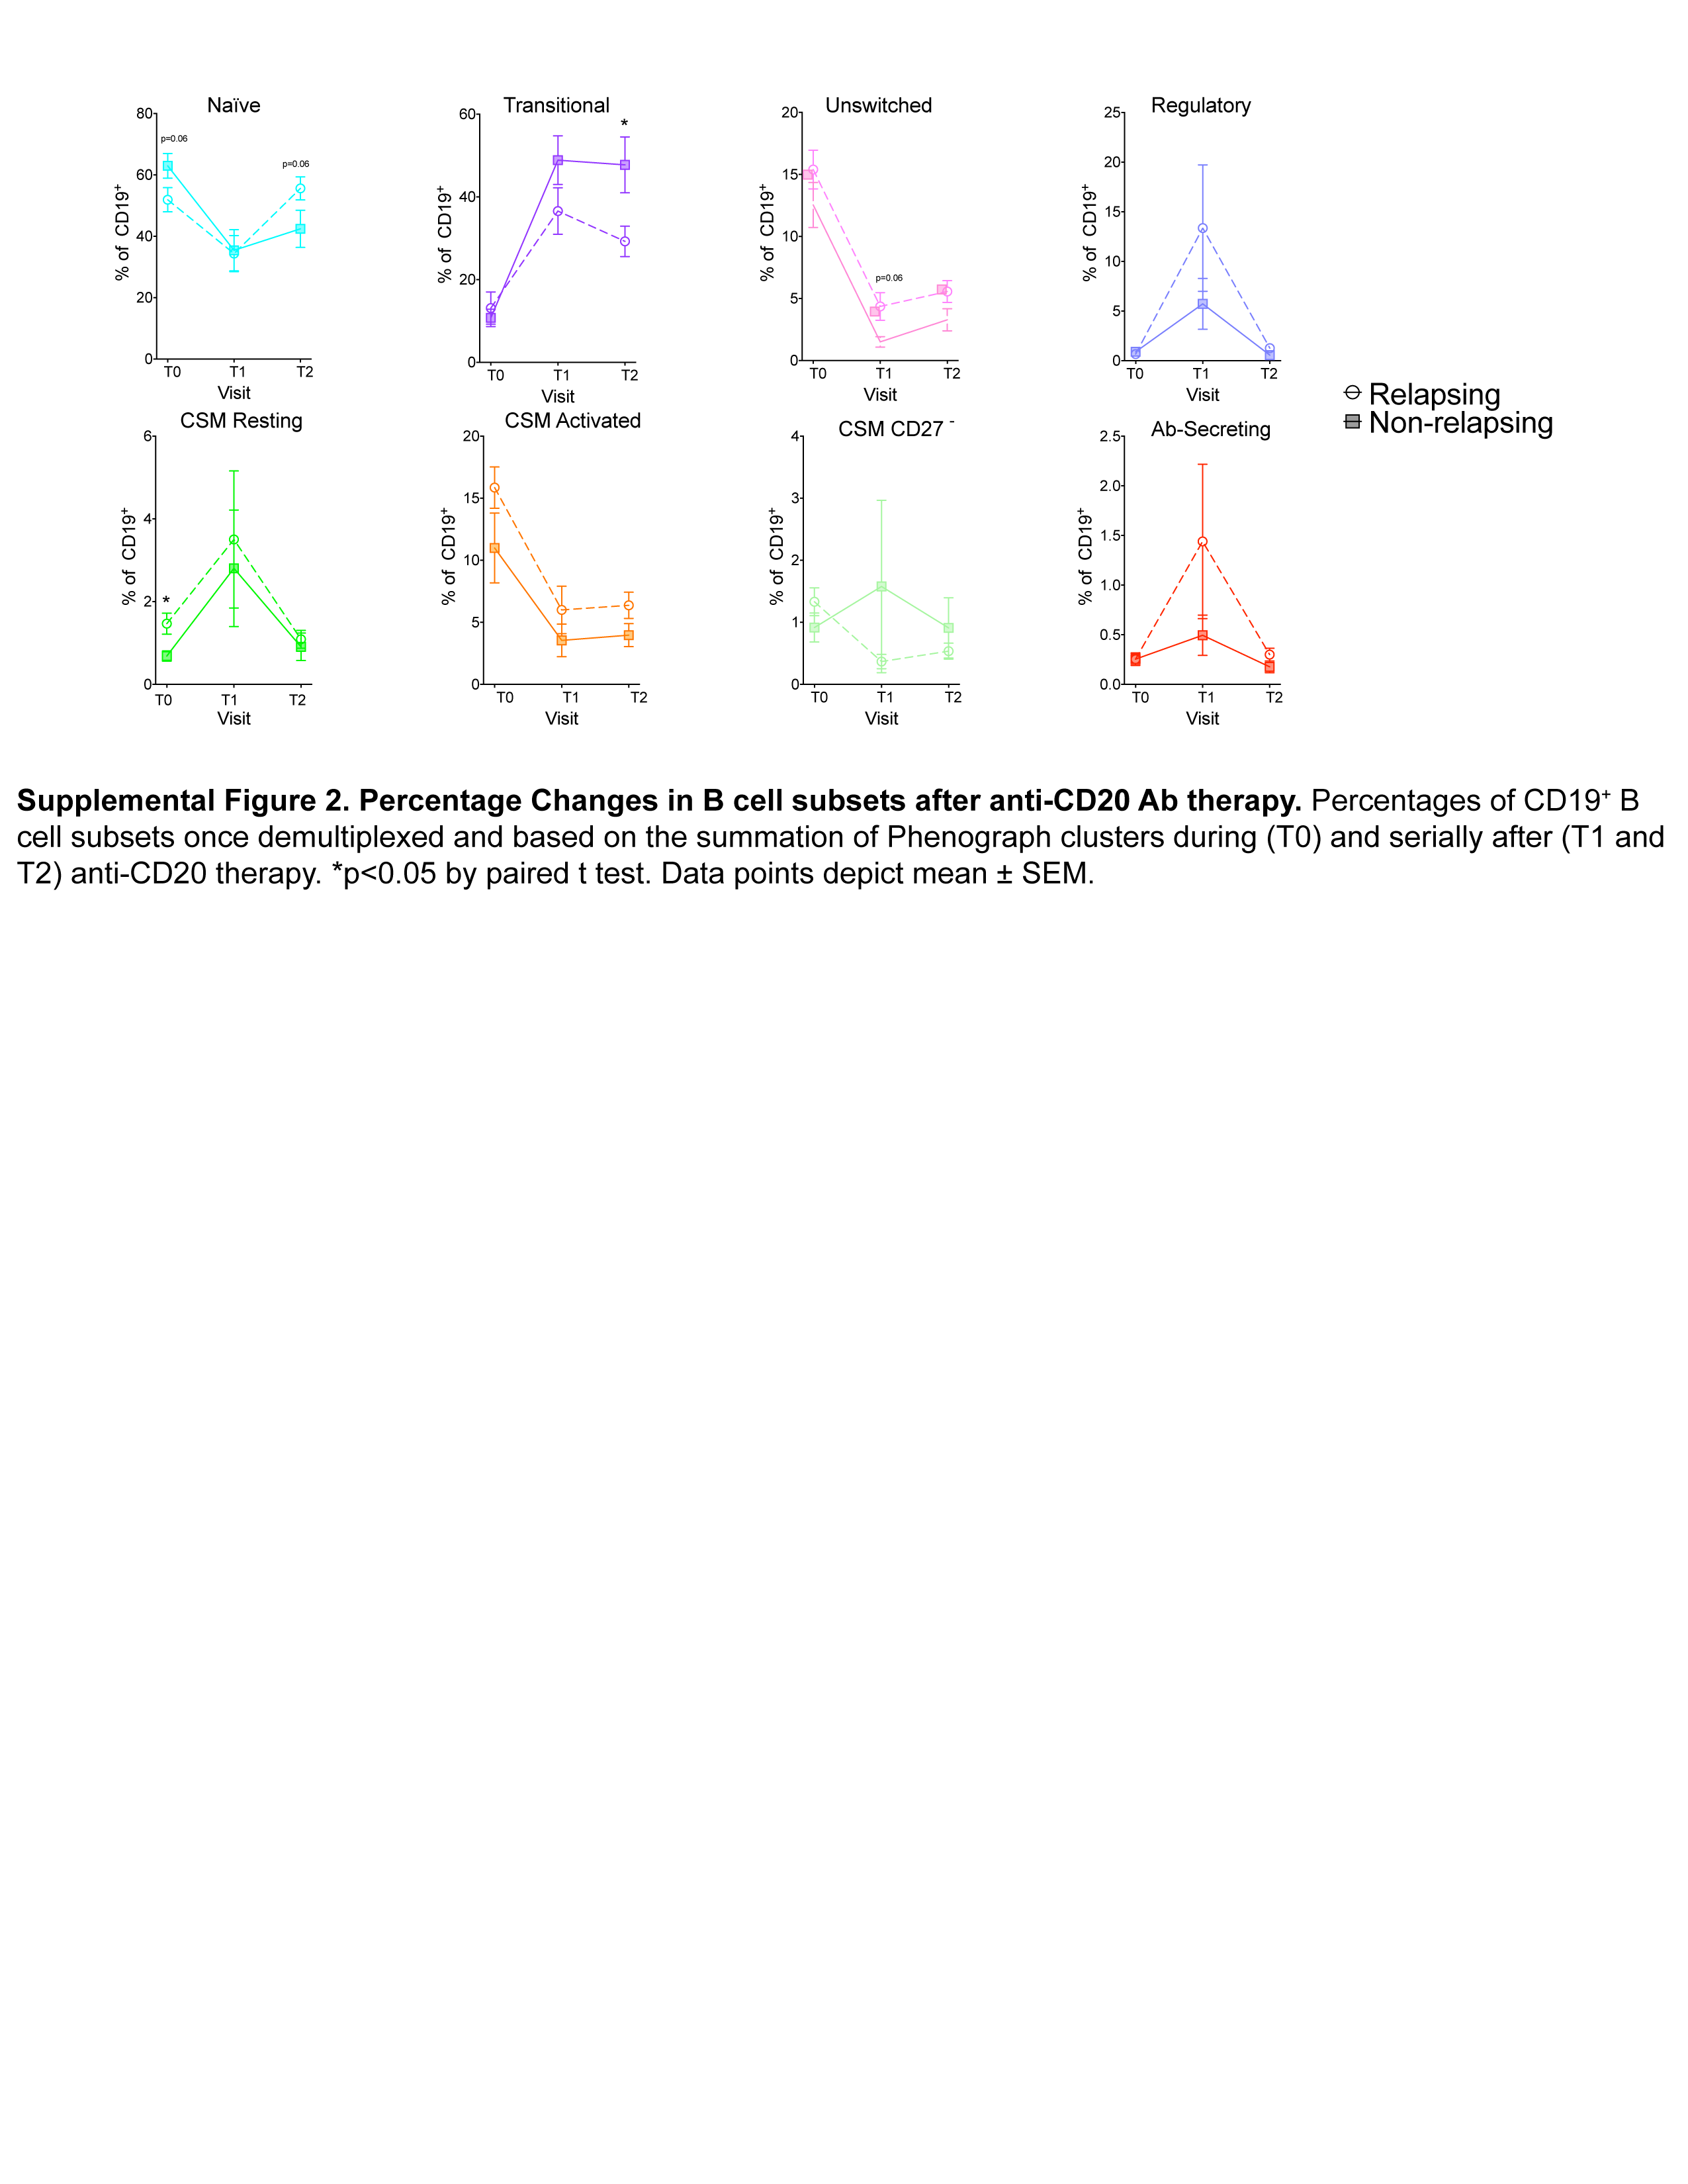 Naïve
80
60
40
20
0
% of CD19+
p=0.06
p=0.06
T0 T1 T2
Visit
Transitional
60
40
20
0
% of CD19+
*
T0 T1 T2
Visit
Unswitched
20
15
10
5
0
% of CD19+
p=0.06
T0 T1 T2
Visit
Regulatory
25
20
15
10
5
0
% of CD19+
T0 T1 T2
Visit
Relapsing
Non-relapsing
CSM Resting
6
4
2
0
% of CD19+
*
T0 T1 T2
Visit
CSM Activated
20
15
10
5
0
% of CD19+
T0 T1 T2
Visit
CSM CD27 -
4
3
2
1
0
% of CD19+
T0 T1 T2
Visit
Ab-Secreting
2.5
2.0
1.5
1.0
0.5
0.0
% of CD19+
T0 T1 T2
Visit
Supplemental Figure 2. Percentage Changes in B cell subsets after anti-CD20 Ab therapy. Percentages of CD19+ B
cell subsets once demultiplexed and based on the summation of Phenograph clusters during (T0) and serially after (T1 and
T2) anti-CD20 therapy. *p<0.05 by paired t test. Data points depict mean ± SEM.